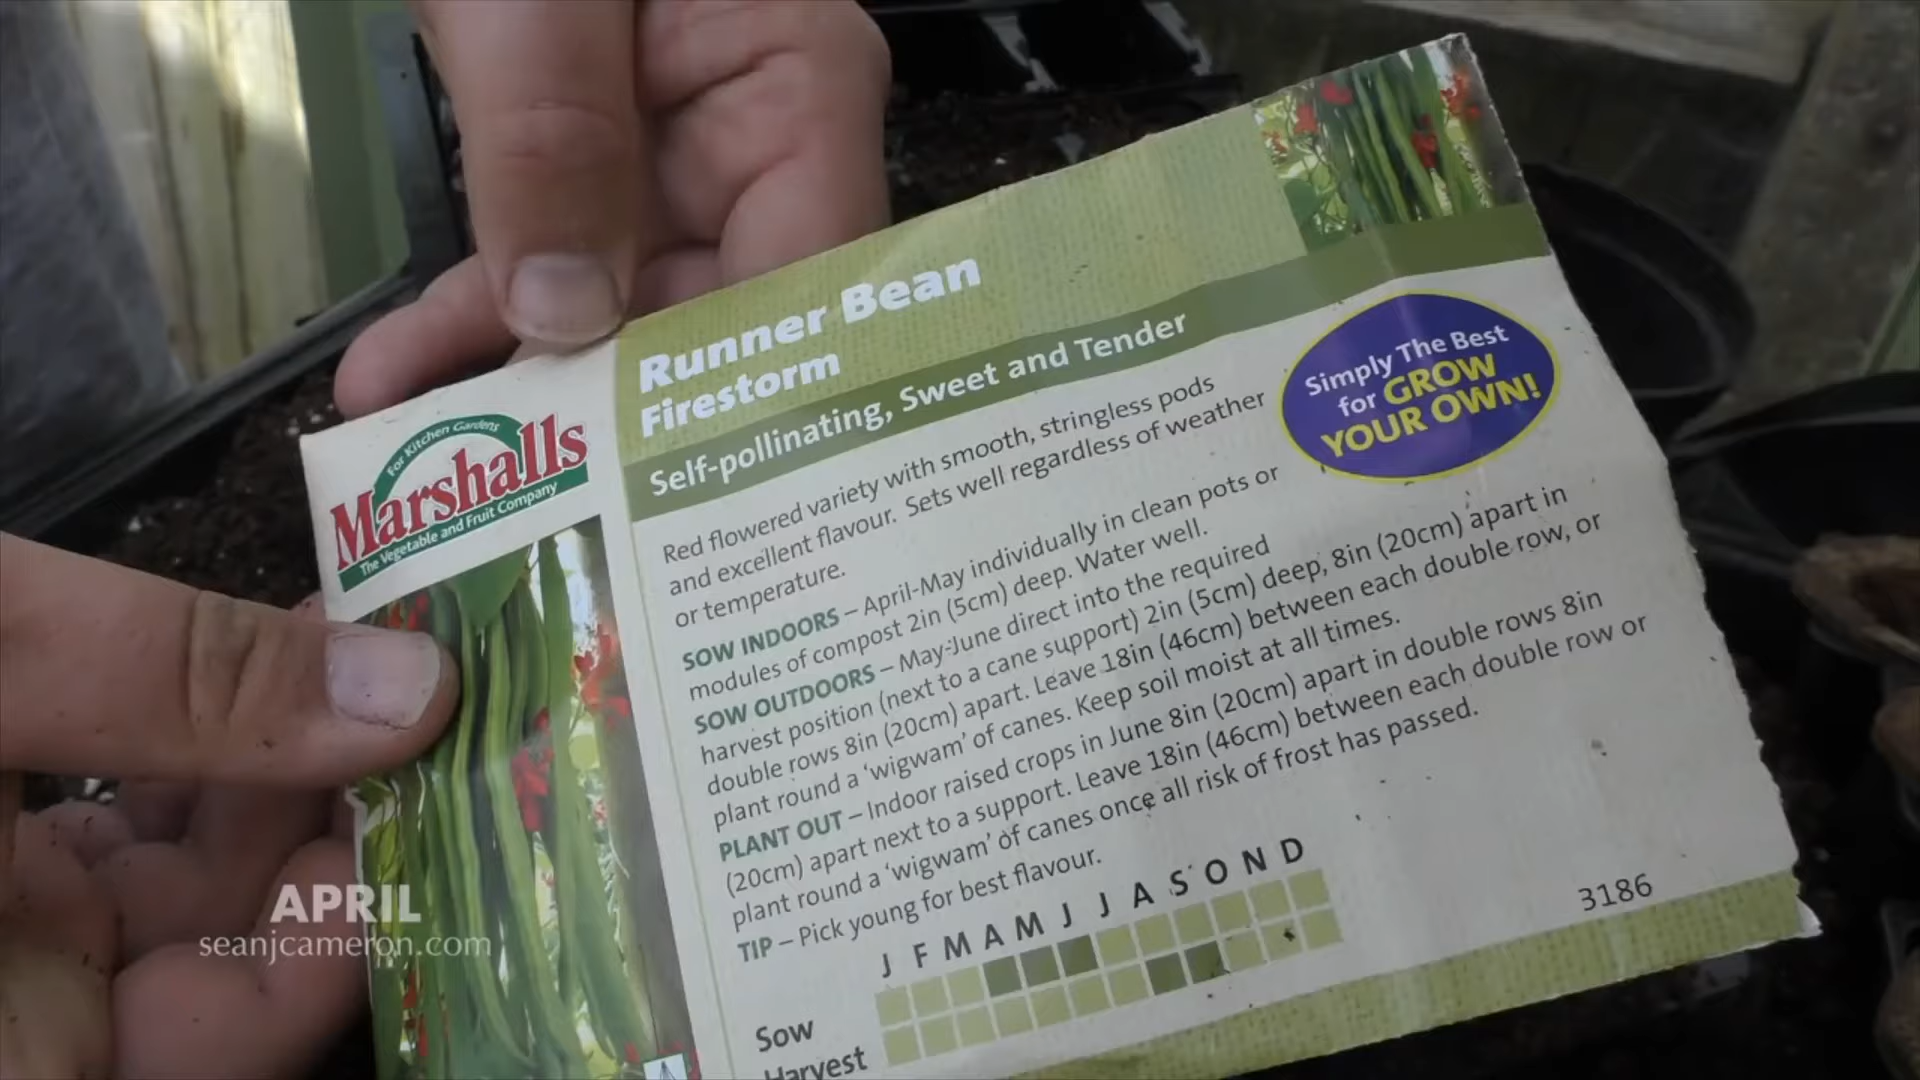 Runner Bean
Firestorm
Self-pollinating, Sweet and Tender
Simply The Best
for GROW
YOUR OWN!
For Kitchen Gardens
Marshalls
The Vegetable and Fruit Company
Red flowered variety with smooth, stringless pods
and excellent flavour. Sets well regardless of weather
or temperature.
SOW INDOORS – April-May individually in clean pots or
modules of compost 2in (5cm) deep. Water well.
SOW OUTDOORS – May-June direct into the required
harvest position (next to a cane support) 2in (5cm) deep, 8in (20cm) apart in
double rows 8in (20cm) apart. Leave 18in (46cm) between each double row, or
plant round a ‘wigwam’ of canes. Keep soil moist at all times.
PLANT OUT – Indoor raised crops in June 8in (20cm) apart in double rows 8in
(20cm) apart next to a support. Leave 18in (46cm) between each double row or
plant round a ‘wigwam’ of canes once all risk of frost has passed.
TIP – Pick young for best flavour.
J F M A M J J A S O N D
Sow
Harvest
3186
APRIL
seanjcameron.com